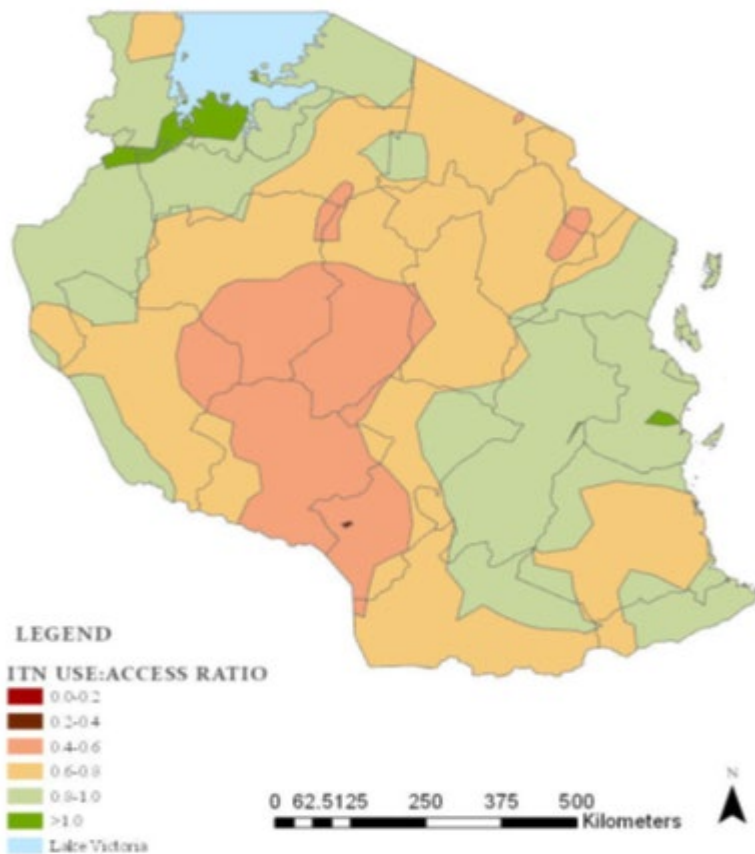 LEGEND
ITN USE:ACCESS RATIO
0.0-0.2
0.2-0.4
0.4-0.6
0.6-0.8
0.8-1.0
>1.0
Lake Victoria
0 62.5125 250 375 500
Kilometers
N